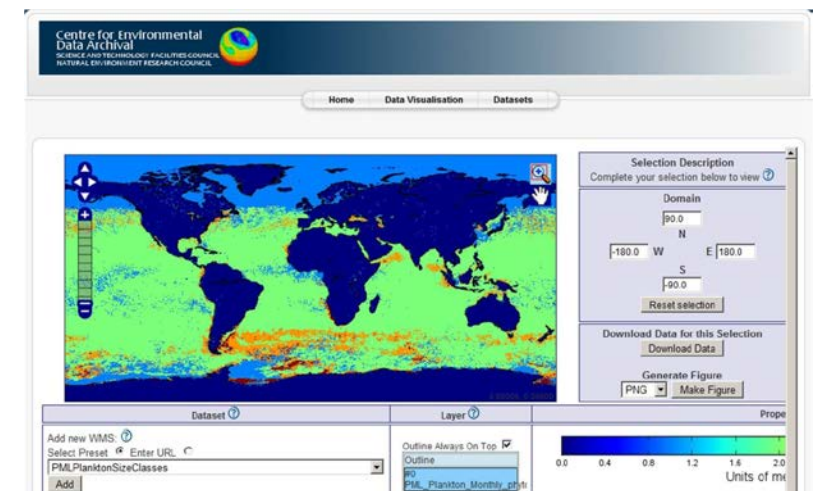 Centre for Environmental
Data Archival
SCIENCE AND TECHNOLOGY FACILITIES COUNCIL
NATURAL ENVIRONMENT RESEARCH COUNCIL
Home Data Visualisation Datasets
Selection Description
Complete your selection below to view ?
Domain
90.0
N
-180.0 W E 180.0
S
-90.0
Reset selection
Download Data for this Selection
Download Data
Generate Figure
PNG Make Figure
Dataset ? Layer ? Prope
Add new WMS: ?
Select Preset Enter URL
PMLPlanktonSizeClasses
Add
Outline Always On Top
Outline
#0
PML_Plankton_Monthly_phytr
0.0 0.4 0.8 1.2 1.6 2.0
Units of me